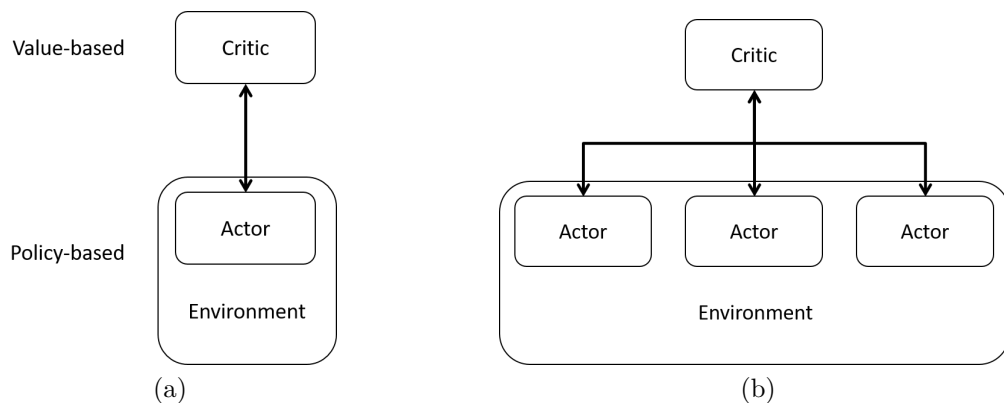 Value-based
Critic
Critic
Policy-based
Actor
Environment
Actor
Actor
Actor
Environment
(a)
(b)